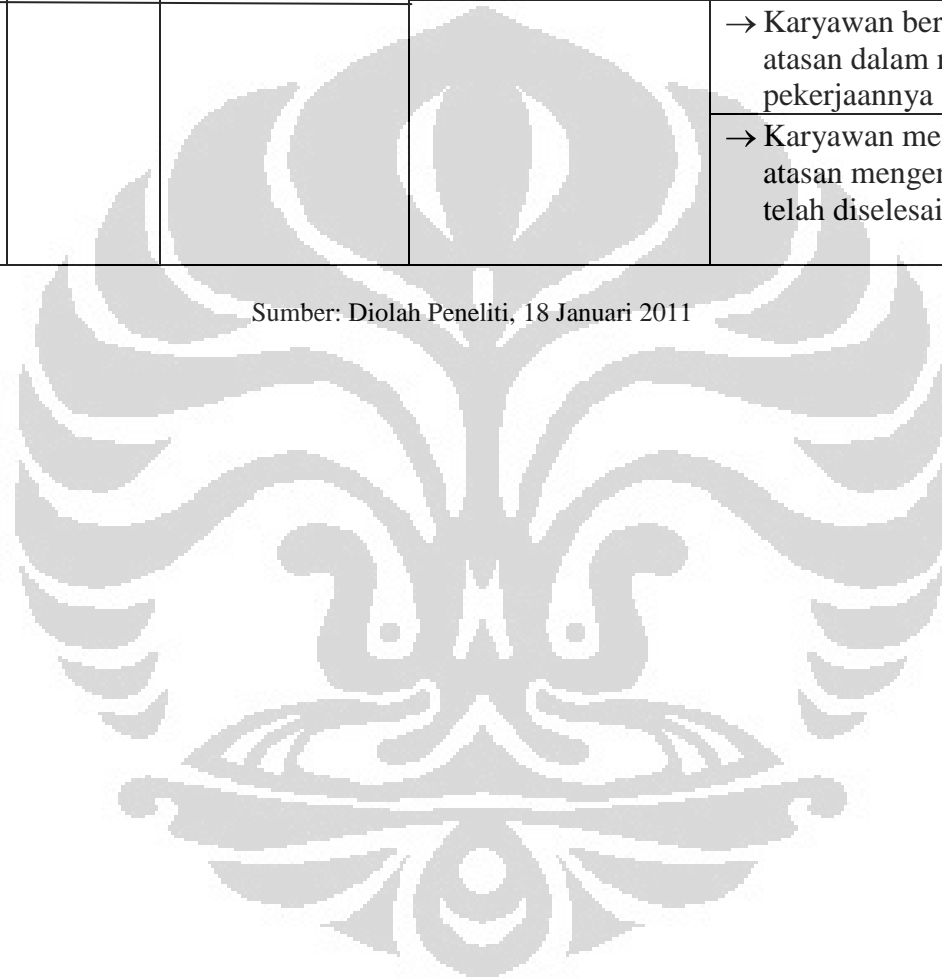 → Karyawan ber
atasan dalam
pekerjaannya
→ Karyawan me
atasan menger
telah diselesai
Sumber: Diolah Peneliti, 18 Januari 2011